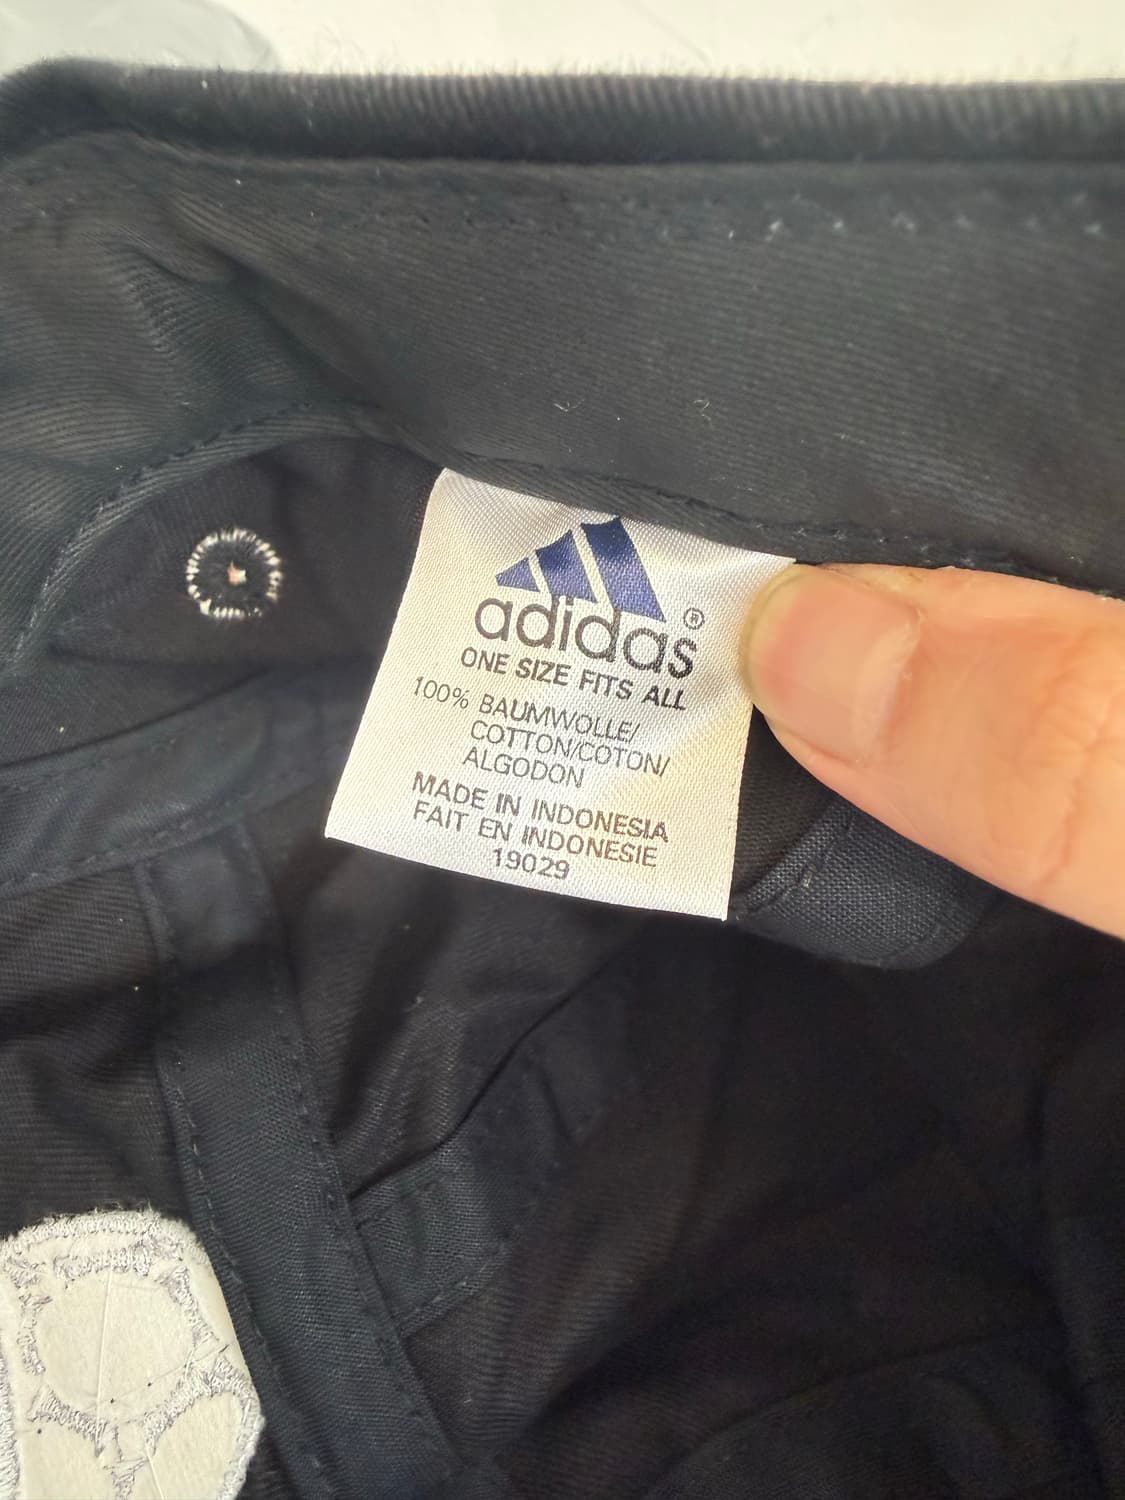 adidas®
ONE SIZE FITS ALL
100% BAUMWOLLE/
COTTON/COTON/
ALGODON
MADE IN INDONESIA
FAIT EN INDONESIE
19029